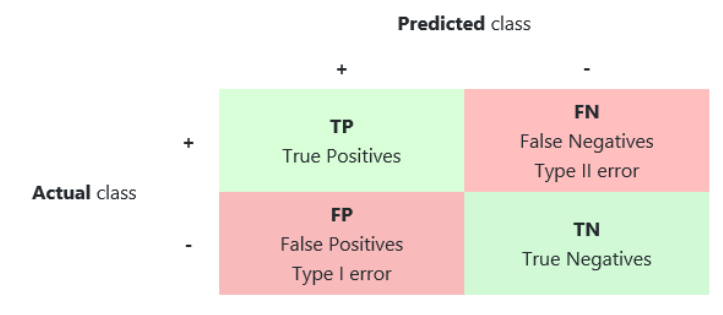 Predicted class
+ -
TP
True Positives
FN
False Negatives
Type II error
+
Actual class
FP
False Positives
Type I error
TN
True Negatives
-